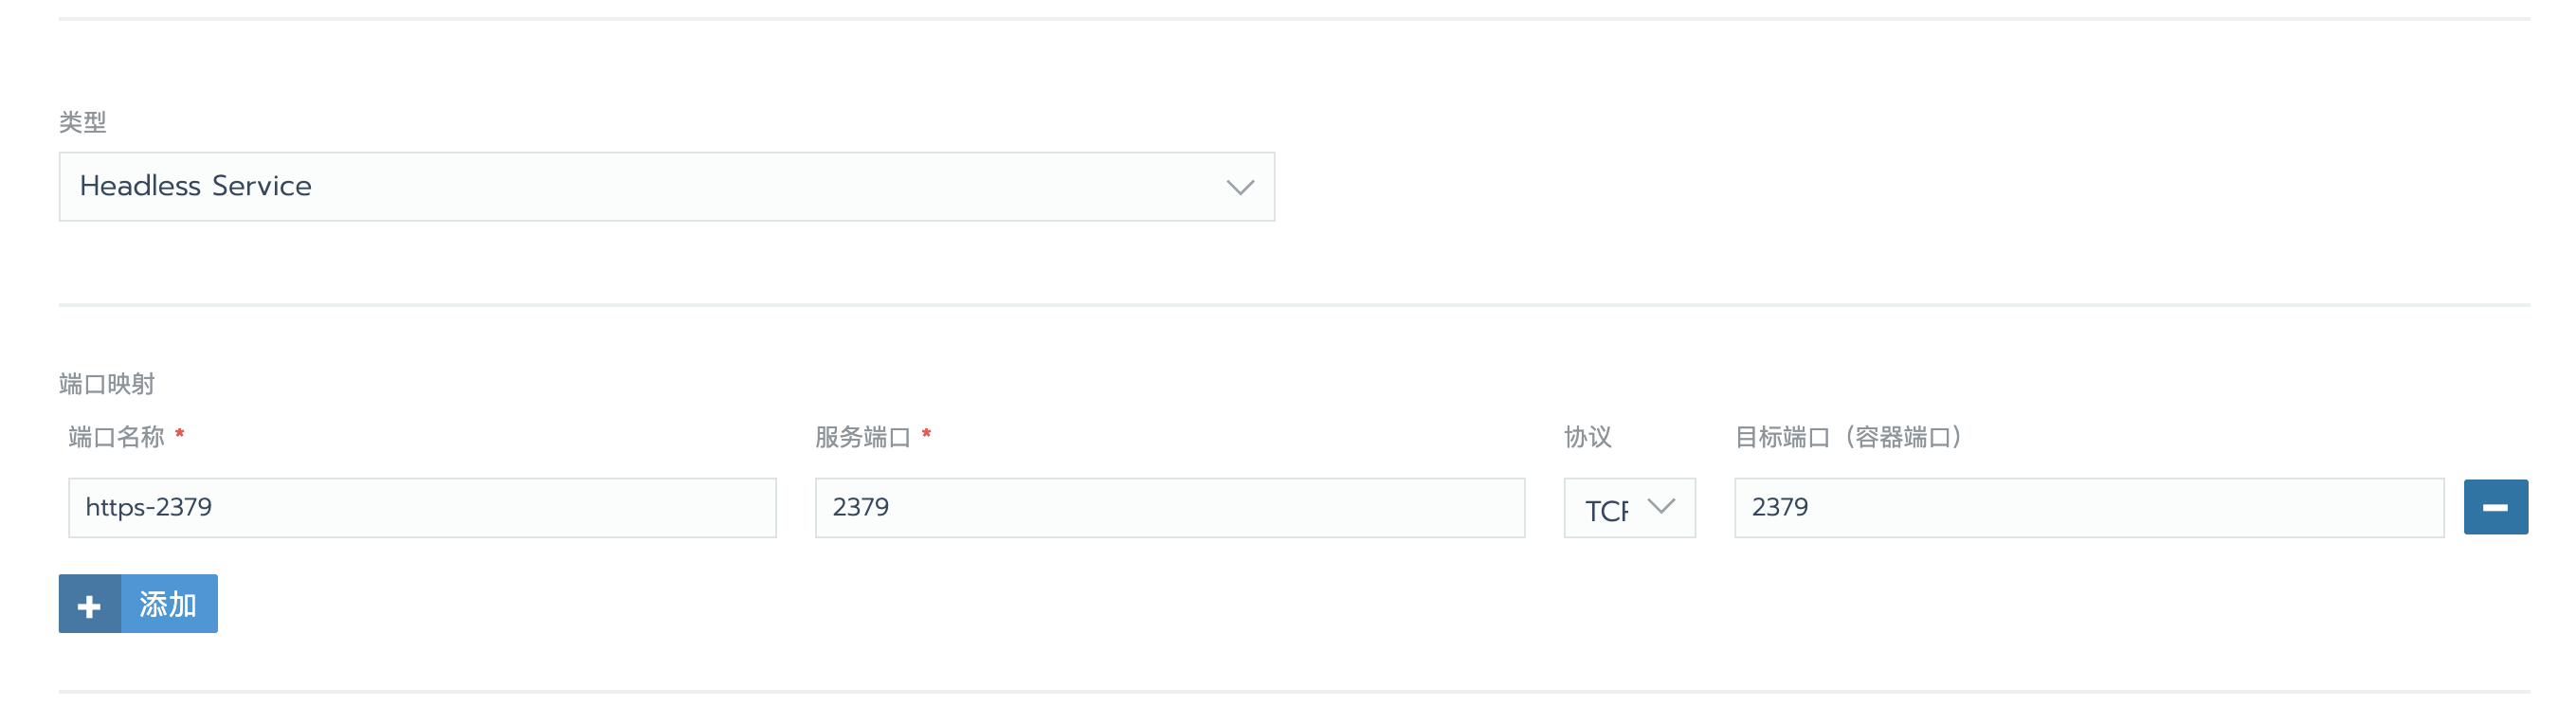 类型
Headless Service
端口映射
端口名称 * 服务端口 * 协议 目标端口（容器端口）
https-2379 2379 TCP 2379
添加